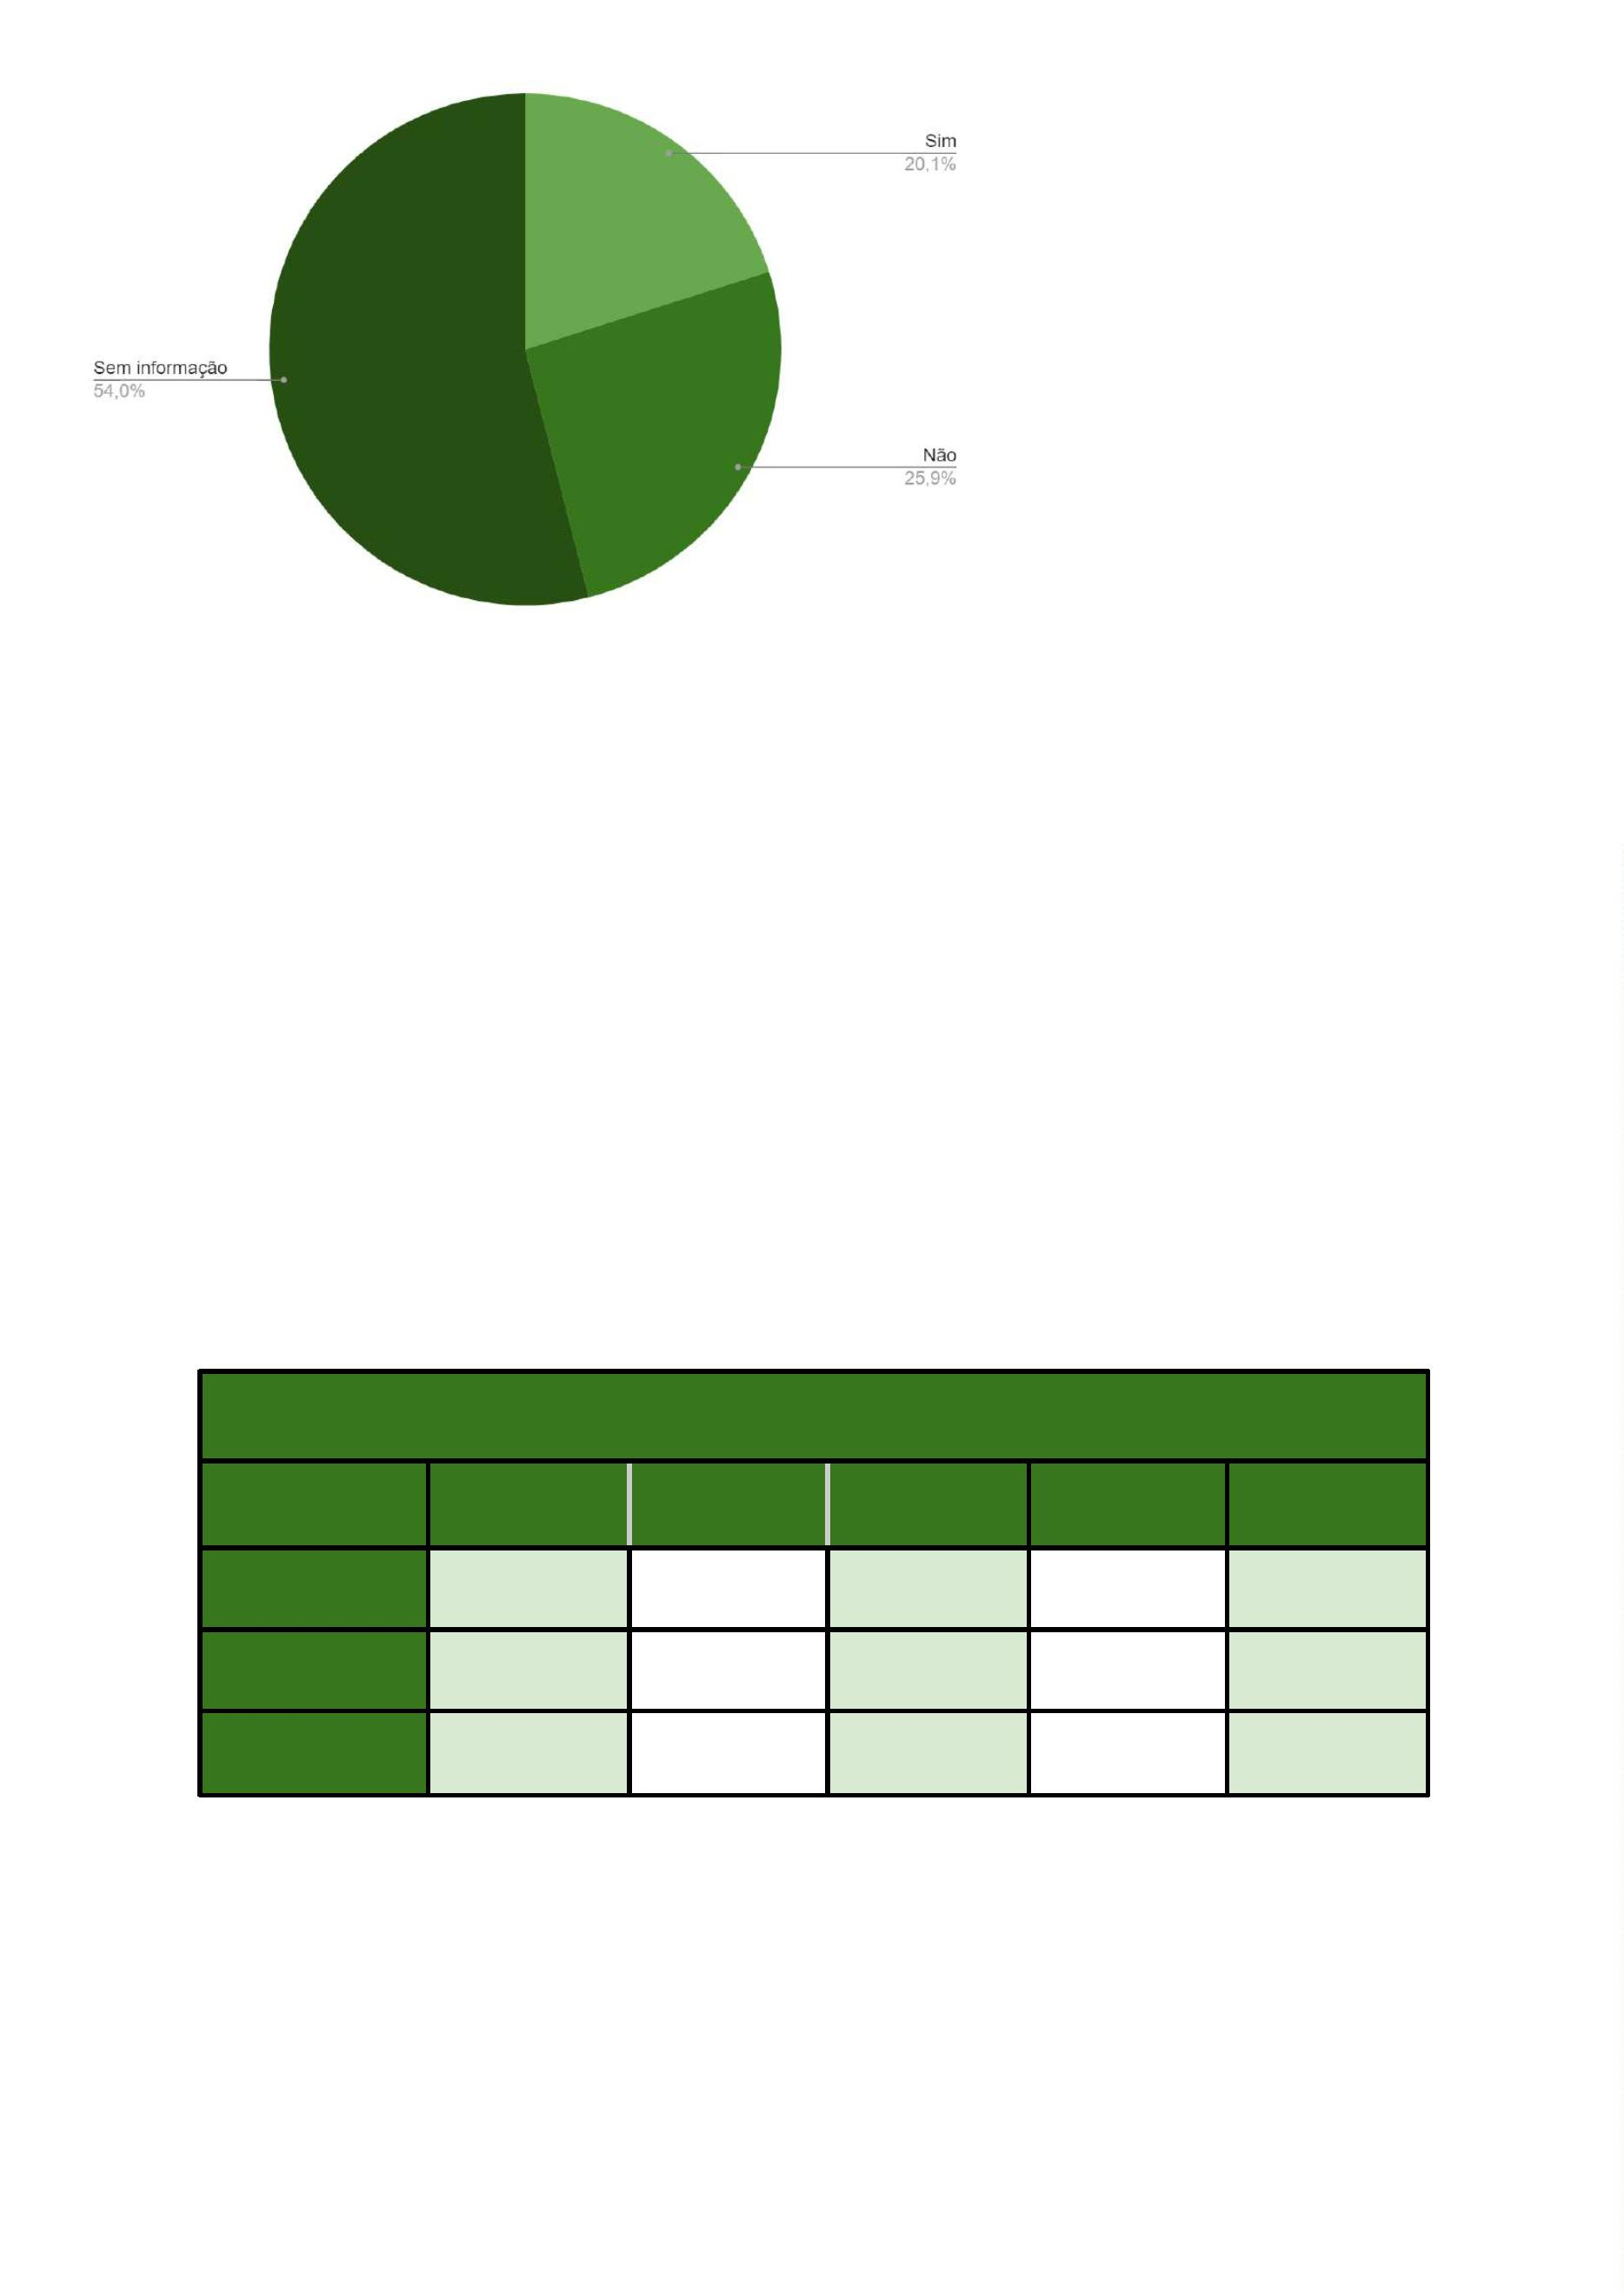 Sim
20,1%
Sem informação
54,0%
Não
25,9%